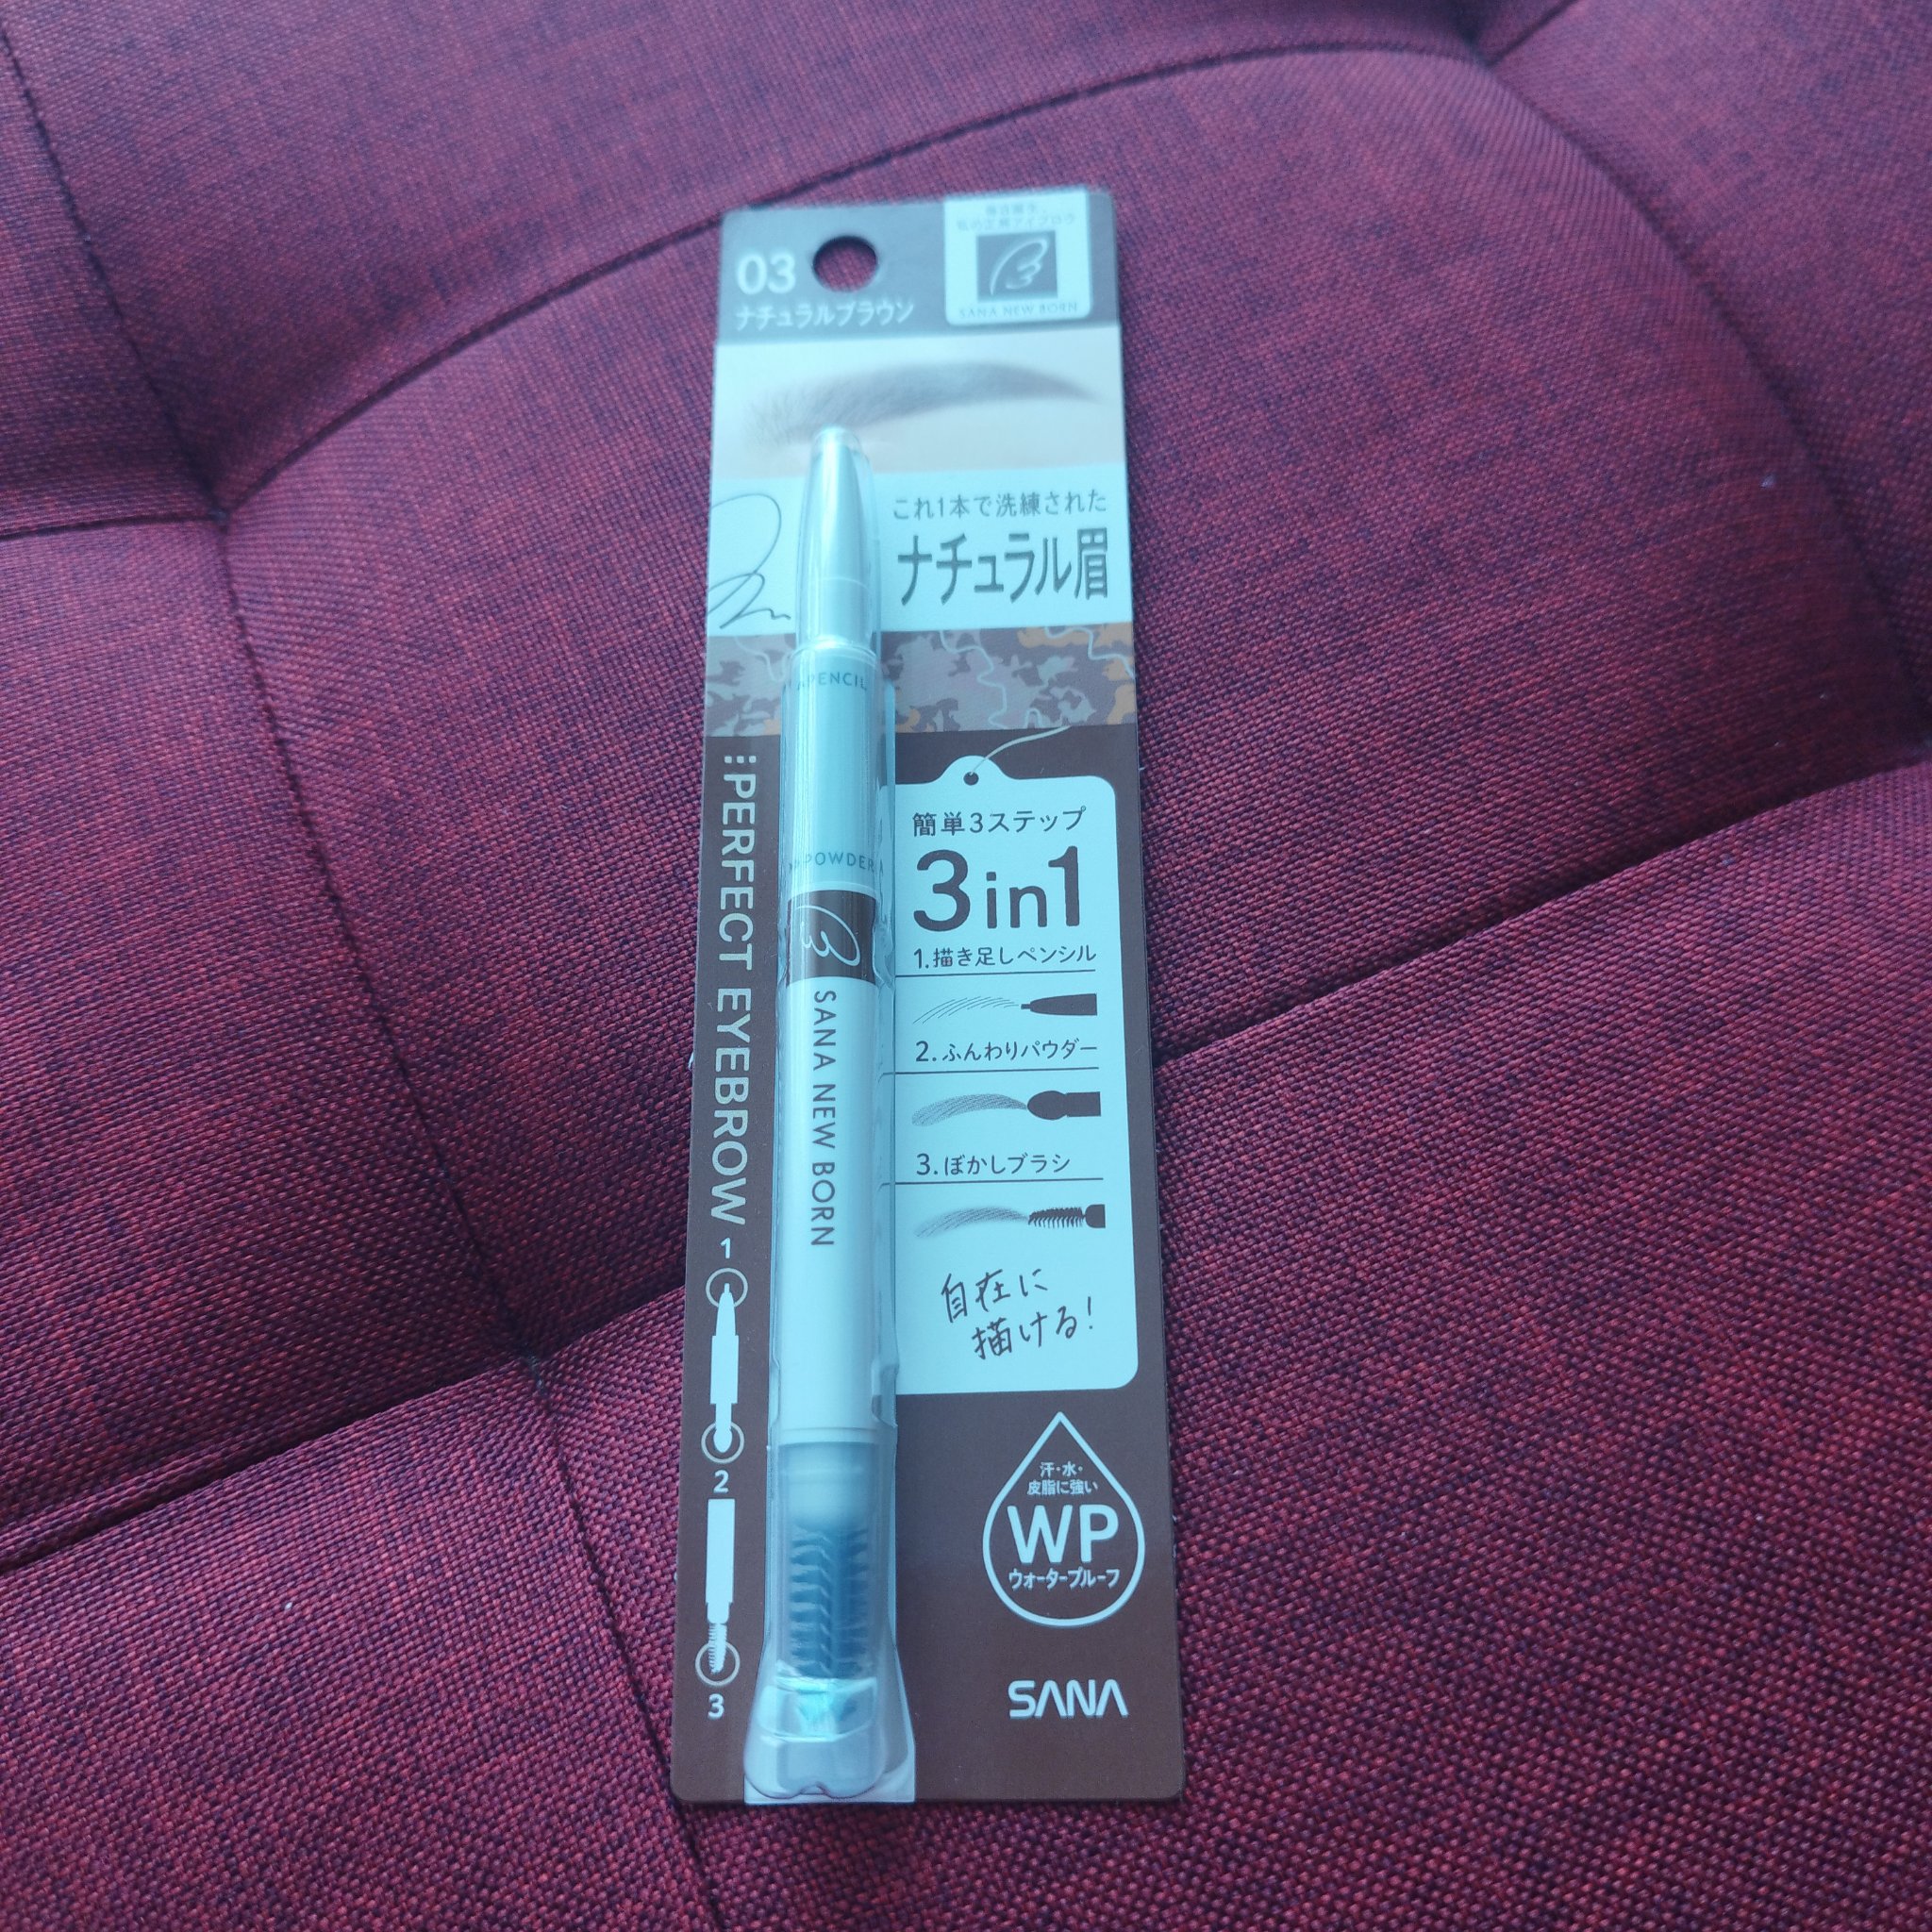 03
ナチュラルブラウン
SANA NEW BORN
これ1本で洗練された
ナチュラル眉
PENCIL
POWDER
SANA NEW BORN
:PERFECT EYEBROW
1
2
3
簡単3ステップ
3in1
1.描き足しペンシル
2.ふんわりパウダー
3.ぼかしブラシ
自在に
描ける!
汗・水・
皮脂に強い
WP
ウォータープルーフ
SANA